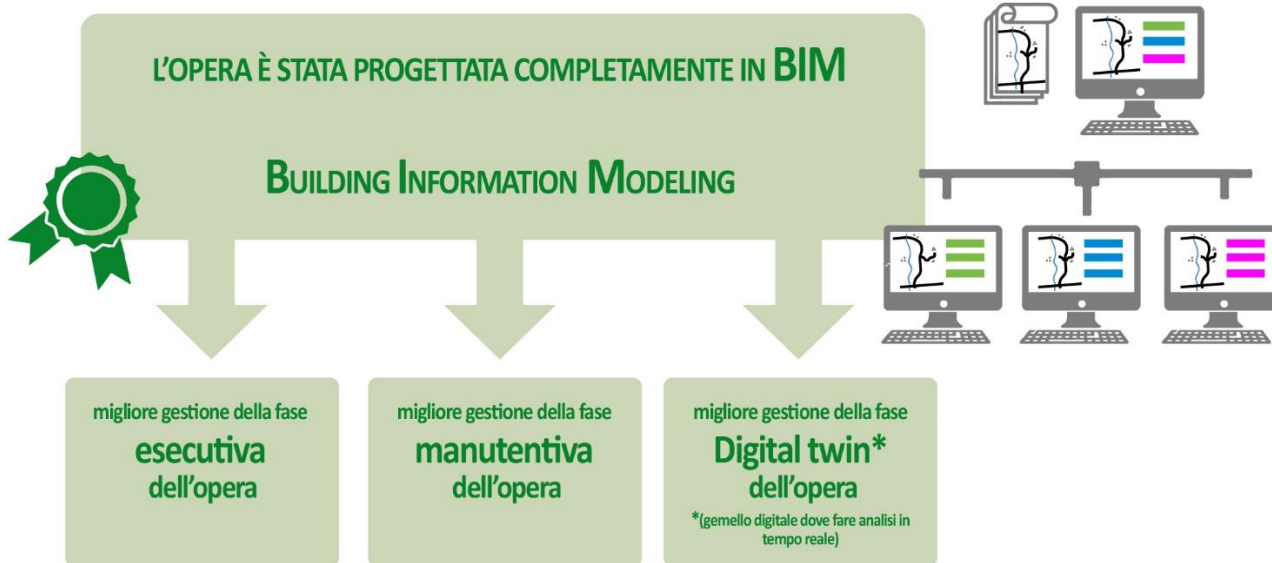 L'OPERA È STATA PROGETTATA COMPLETAMENTE IN BIM
BUILDING INFORMATION MODELING
migliore gestione della fase
esecutiva
dell'opera
migliore gestione della fase
manutentiva
dell'opera
migliore gestione della fase
Digital twin*
dell'opera
*(gemello digitale dove fare analisi in
tempo reale)